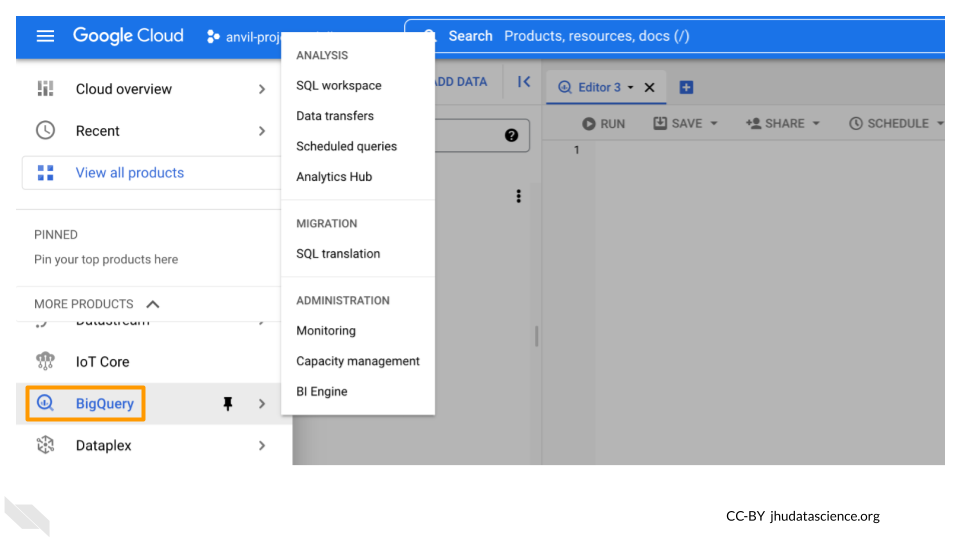 Google Cloud
anvil-proj
Search Products, resources, docs (/)
Cloud overview
Recent
View all products
PINNED
Pin your top products here
MORE PRODUCTS
Datastream
IoT Core
BigQuery
Dataplex
ANALYSIS
SQL workspace
Data transfers
Scheduled queries
Analytics Hub
MIGRATION
SQL translation
ADMINISTRATION
Monitoring
Capacity management
BI Engine
ADD DATA
Editor 3
RUN
SAVE
SHARE
SCHEDULE
1
CC-BY jhudatascience.org